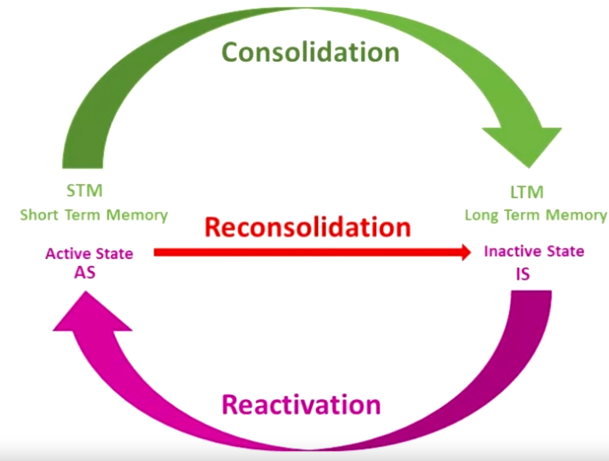 Consolidation
STM
Short Term Memory
LTM
Long Term Memory
Reconsolidation
Active State
AS
Inactive State
IS
Reactivation